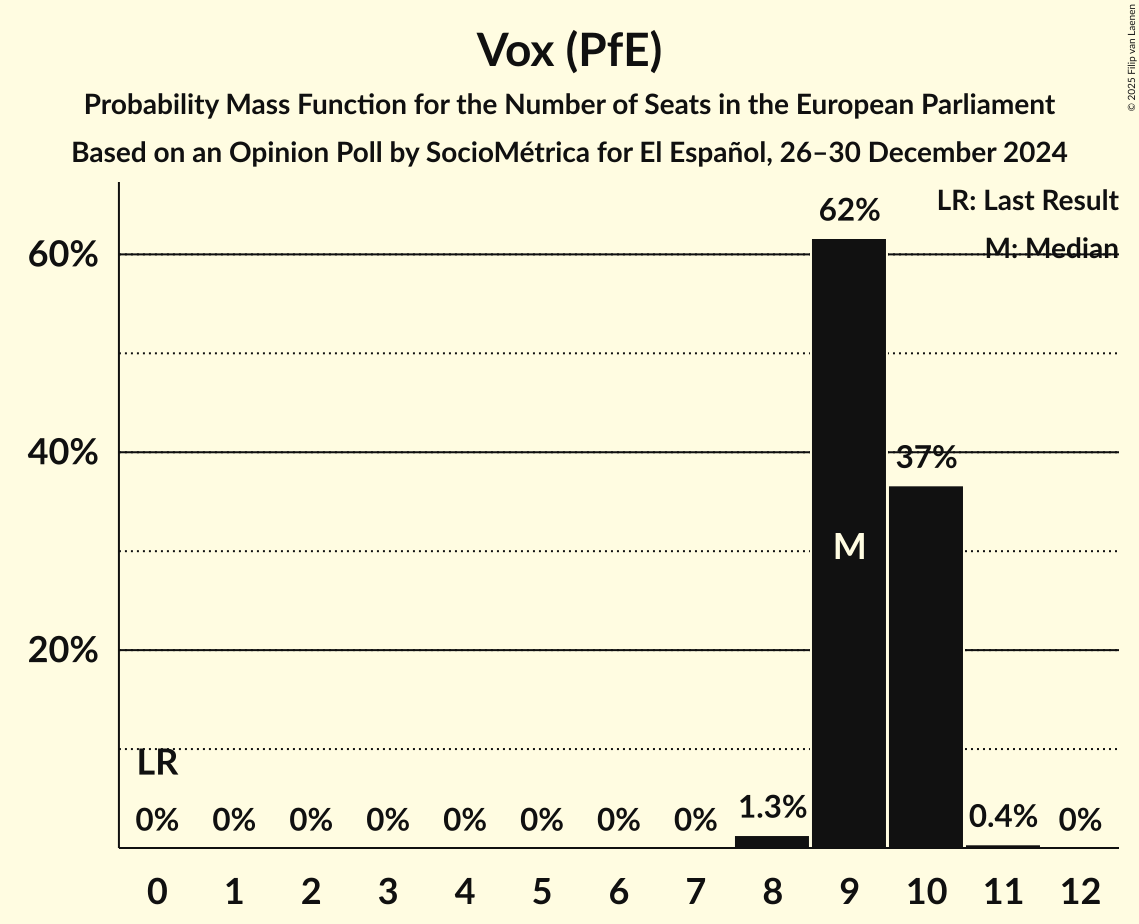 Vox (PfE)
Probability Mass Function for the Number of Seats in the European Parliament
Based on an Opinion Poll by SocioMétrica for El Español, 26–30 December 2024
© 2025 Filip van Laenen
LR: Last Result
M: Median
60%
40%
20%
62%
37%
M
LR
0% 0% 0% 0% 0% 0% 0% 0% 1.3% 0.4% 0%
0 1 2 3 4 5 6 7 8 9 10 11 12